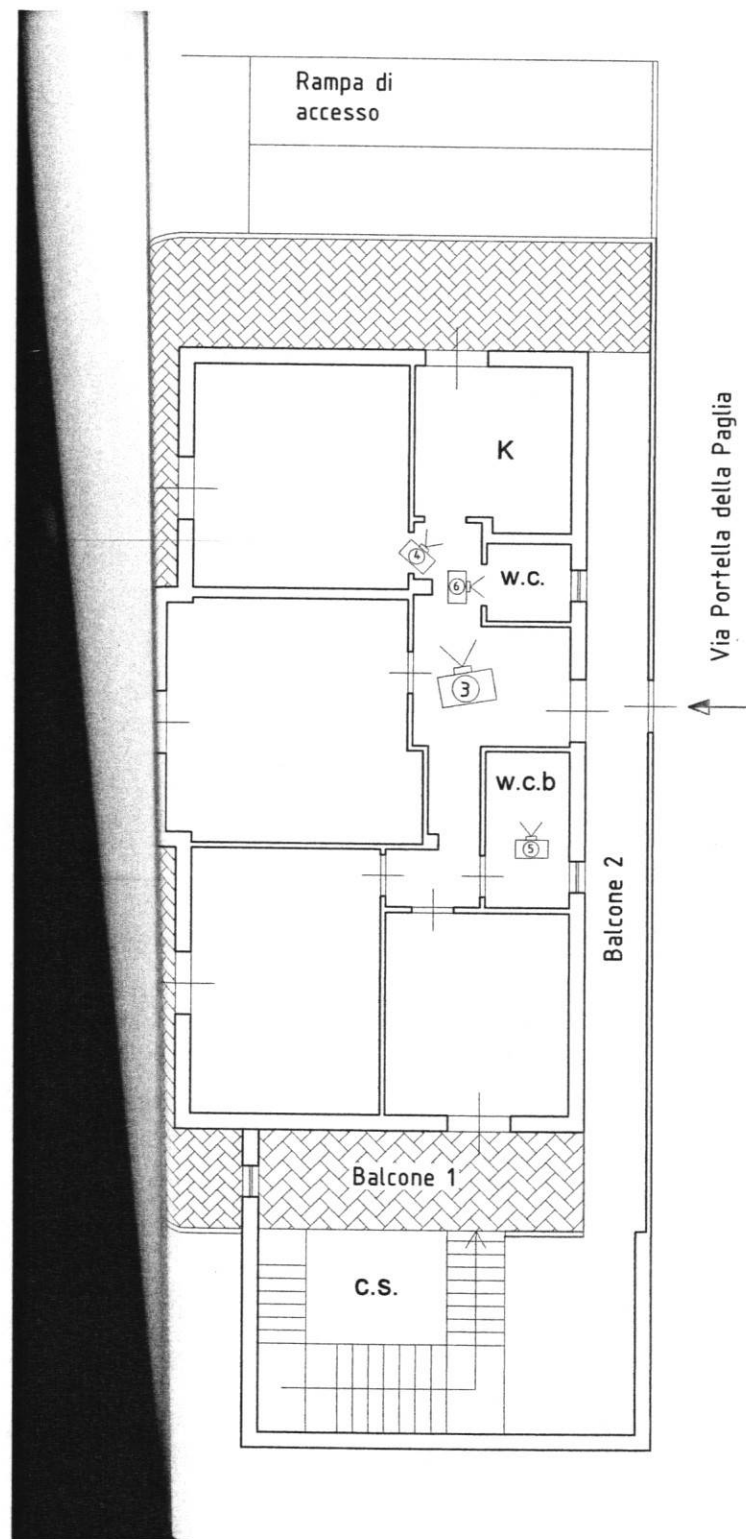 Rampa di
accesso
K
4
6
w.c.
3
Via Portella della Paglia
w.c.b
5
Balcone 2
Balcone 1
c.s.